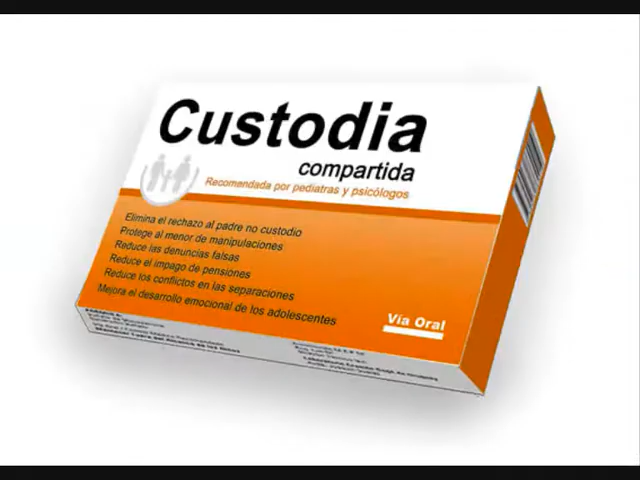 Custodia
compartida
Recomendada por pediatras y psicólogos
Elimina el rechazo al padre no custodio
Protege al menor de manipulaciones
Reduce las denuncias falsas
Reduce el impago de pensiones
Reduce los conflictos en las separaciones
Mejora el desarrollo emocional de los adolescentes
Vía Oral